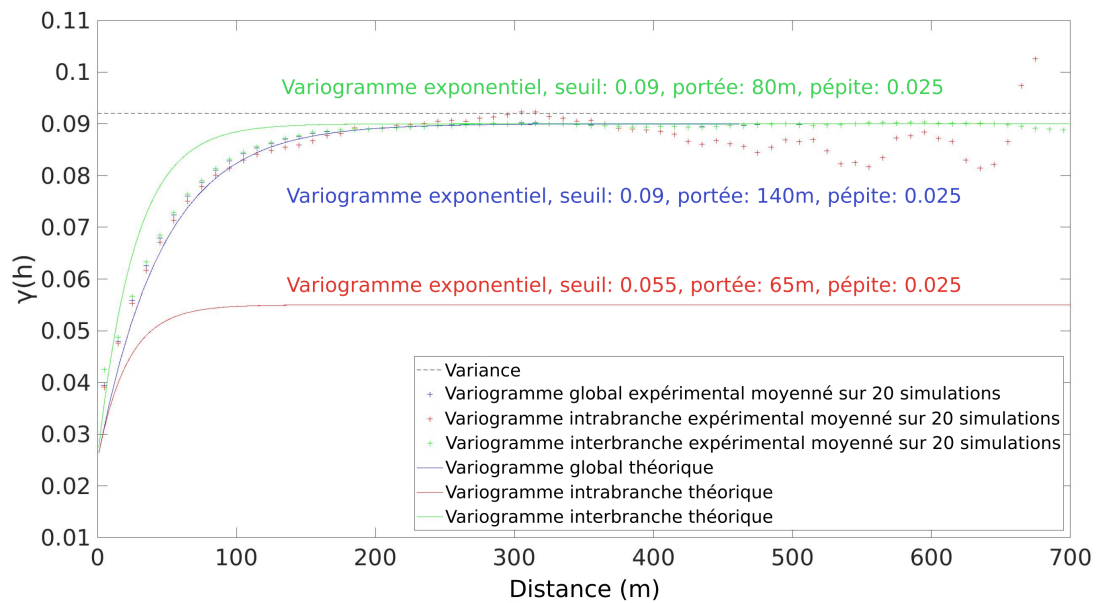 0.11
0.1
0.09
0.08
0.07
0.06
0.05
0.04
0.03
0.02
0.01
γ(h)
Variogramme exponentiel, seuil: 0.09, portée: 80m, pépite: 0.025
Variogramme exponentiel, seuil: 0.09, portée: 140m, pépite: 0.025
Variogramme exponentiel, seuil: 0.055, portée: 65m, pépite: 0.025
Variance
Variogramme global expérimental moyenné sur 20 simulations
Variogramme intrabranche expérimental moyenné sur 20 simulations
Variogramme interbranche expérimental moyenné sur 20 simulations
Variogramme global théorique
Variogramme intrabranche théorique
Variogramme interbranche théorique
0 100 200 300 400 500 600 700
Distance (m)